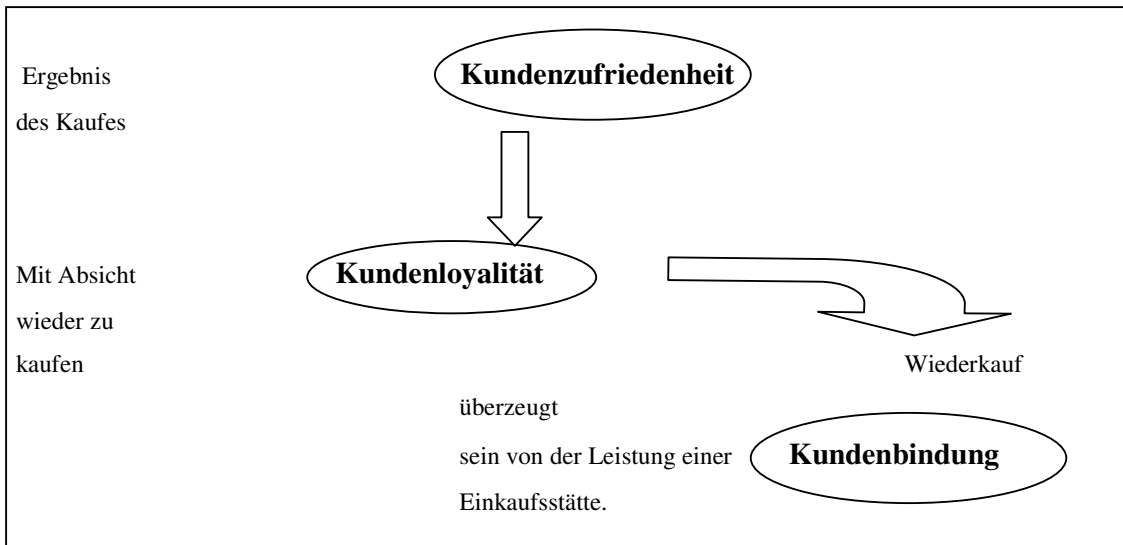 Kundenzufriedenheit
Ergebnis
des Kaufes
Mit Absicht
wieder zu
kaufen
Kundenloyalität
Wiederkauf
überzeugt
sein von der Leistung einer
Einkaufsstätte.
Kundenbindung